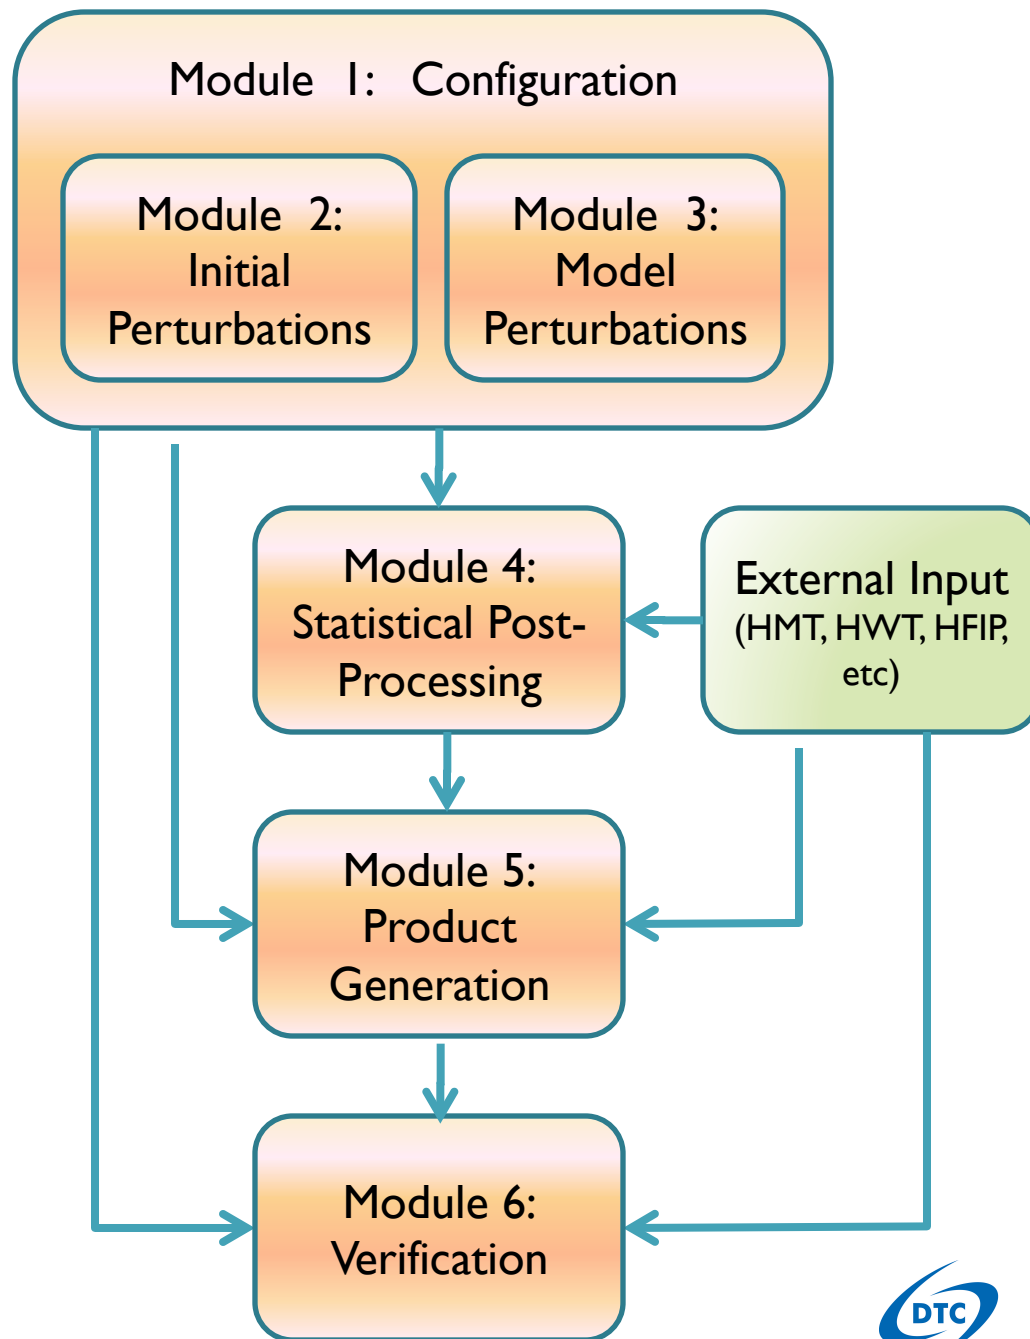 Module 1: Configuration
Module 2:
Initial
Perturbations
Module 3:
Model
Perturbations
Module 4:
Statistical Post-
Processing
External Input
(HMT, HWT, HFIP,
etc)
Module 5:
Product
Generation
Module 6:
Verification
DTC